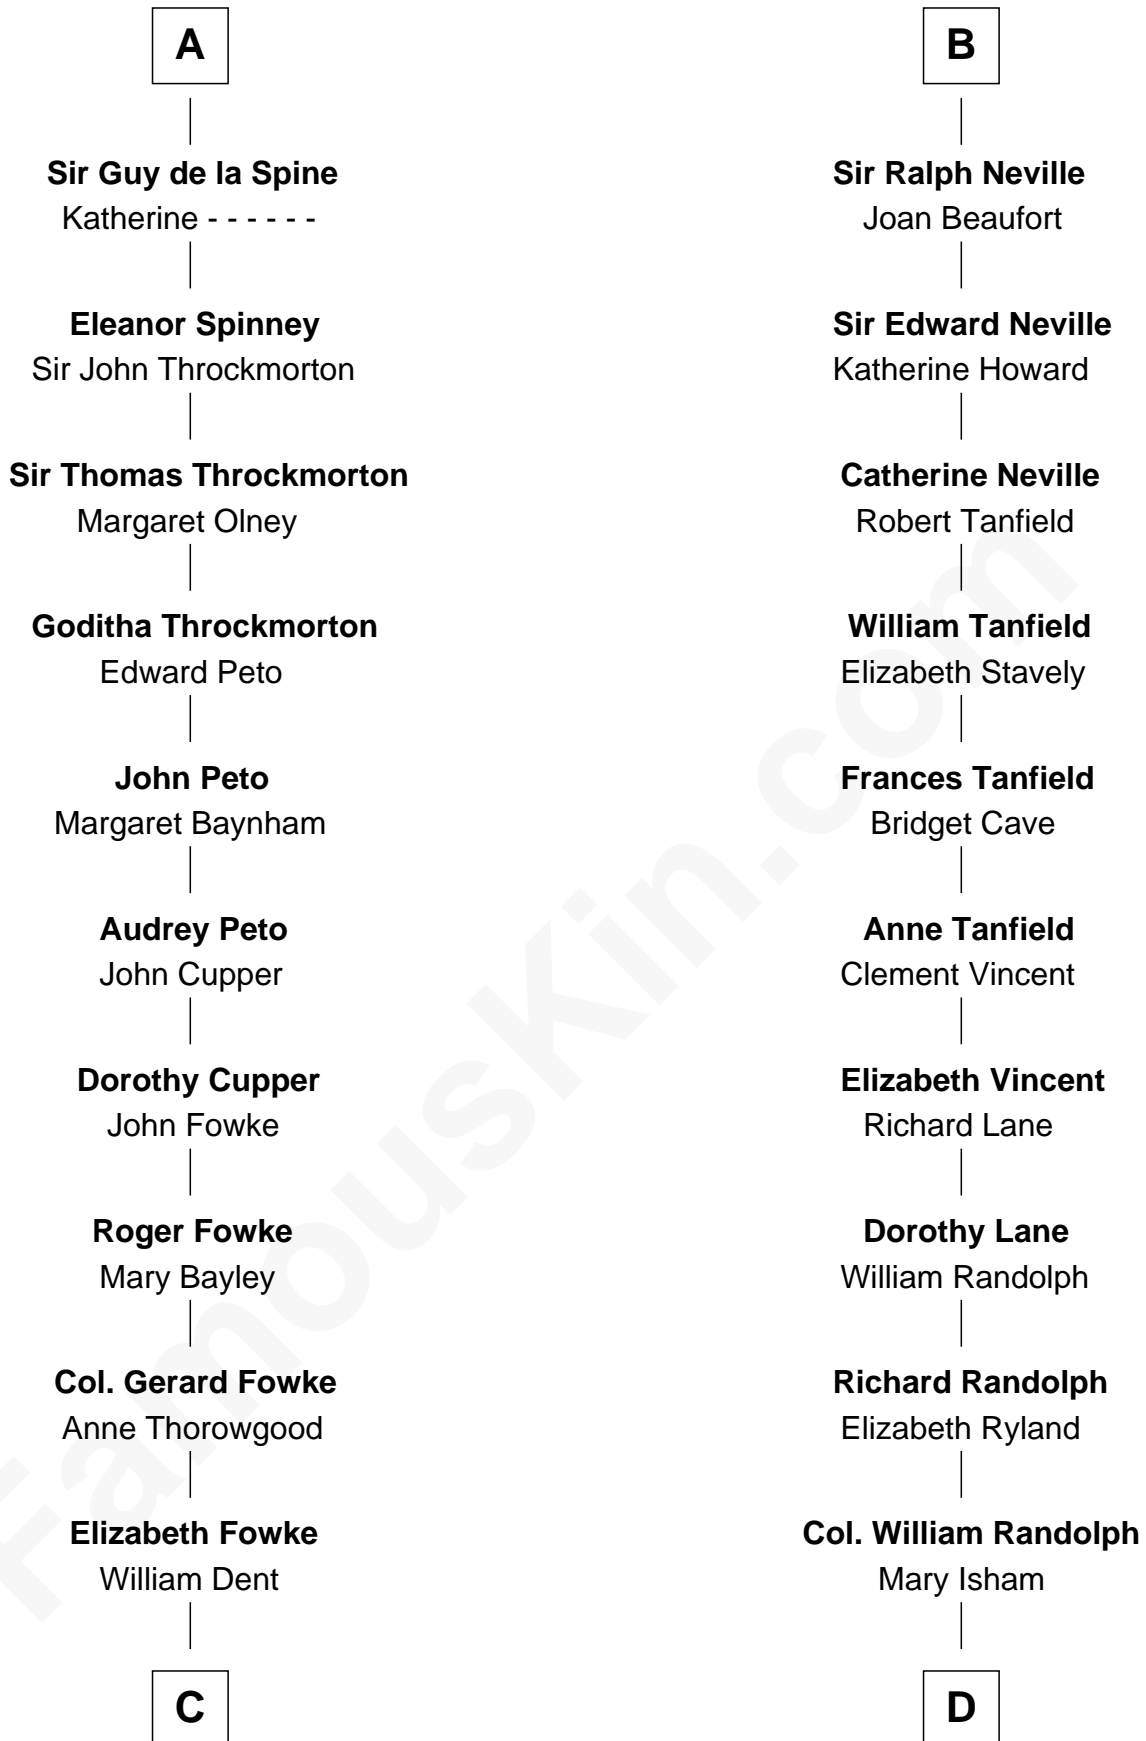 A
Sir Guy de la Spine
Katherine - - - - - -
Eleanor Spinney
Sir John Throckmorton
Sir Thomas Throckmorton
Margaret Olney
Goditha Throckmorton
Edward Peto
John Peto
Margaret Baynham
Audrey Peto
John Cupper
Dorothy Cupper
John Fowke
Roger Fowke
Mary Bayley
Col. Gerard Fowke
Anne Thorowgood
Elizabeth Fowke
William Dent
C
B
Sir Ralph Neville
Joan Beaufort
Sir Edward Neville
Katherine Howard
Catherine Neville
Robert Tanfield
William Tanfield
Elizabeth Stavely
Frances Tanfield
Bridget Cave
Anne Tanfield
Clement Vincent
Elizabeth Vincent
Richard Lane
Dorothy Lane
William Randolph
Richard Randolph
Elizabeth Ryland
Col. William Randolph
Mary Isham
D
FamousKin.com